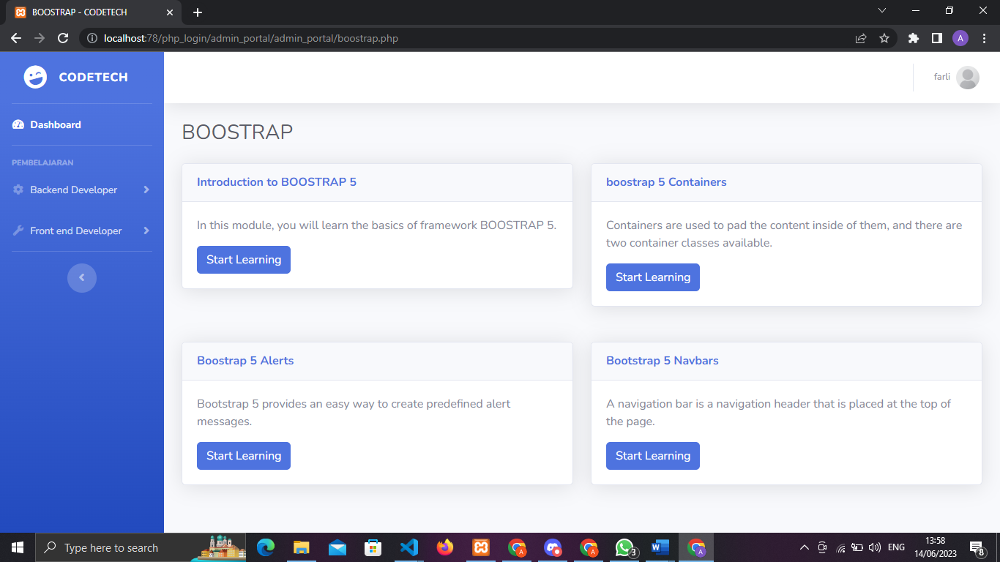 BOOSTRAP - CODETECH
localhost:78/php_login/admin_portal/admin_portal/boostrap.php
A
CODETECH
farli
Dashboard
PEMBELAJARAN
Backend Developer
Front end Developer
BOOSTRAP
Introduction to BOOSTRAP 5
In this module, you will learn the basics of framework BOOSTRAP 5.
Start Learning
boostrap 5 Containers
Containers are used to pad the content inside of them, and there are
two container classes available.
Start Learning
Boostrap 5 Alerts
Bootstrap 5 provides an easy way to create predefined alert
messages.
Start Learning
Bootstrap 5 Navbars
A navigation bar is a navigation header that is placed at the top of
the page.
Start Learning
Type here to search
A
A
3
A
ENG
13:58
14/06/2023
8